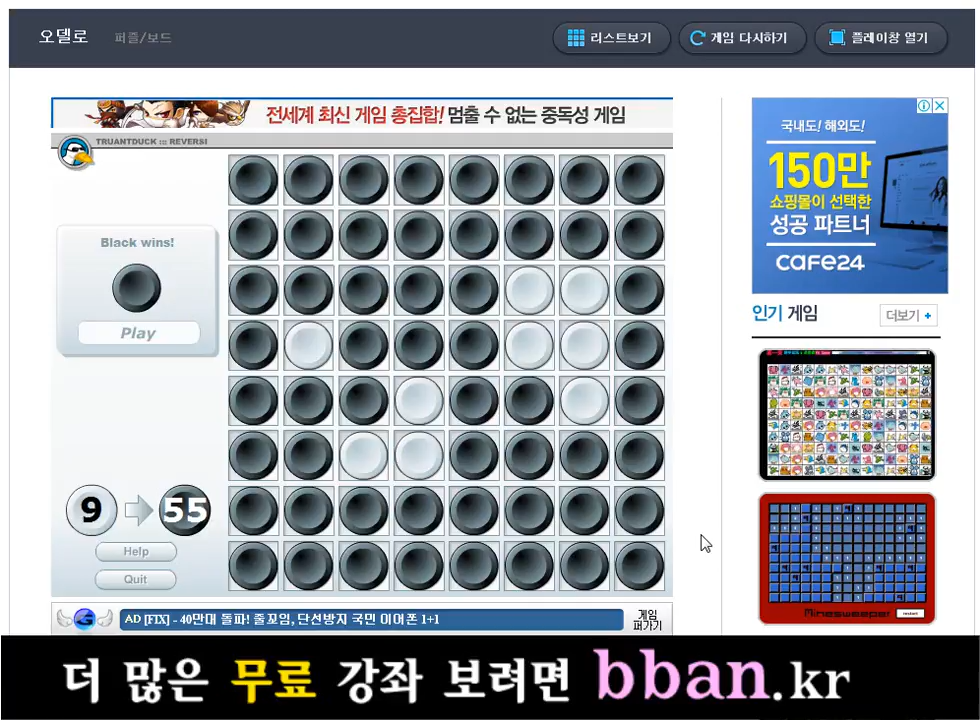 오델로 퍼즐/보드 리스트보기 게임 다시하기 플레이창 열기
전세계 최신 게임 총집합! 멈출 수 없는 중독성 게임
TRUANTDUCK ::: REVERSI
Black wins!
Play
9 55
Help
Quit
국내도! 해외도!
150만
쇼핑몰이 선택한
성공 파트너
cafe24
인기 게임 더보기 +
Minesweeper restart
AD [FIX] - 40만대 돌파! 줄꼬임, 단선방지 국민 이어폰 1+1
게임
퍼가기
더 많은 무료 강좌 보려면 bban.kr